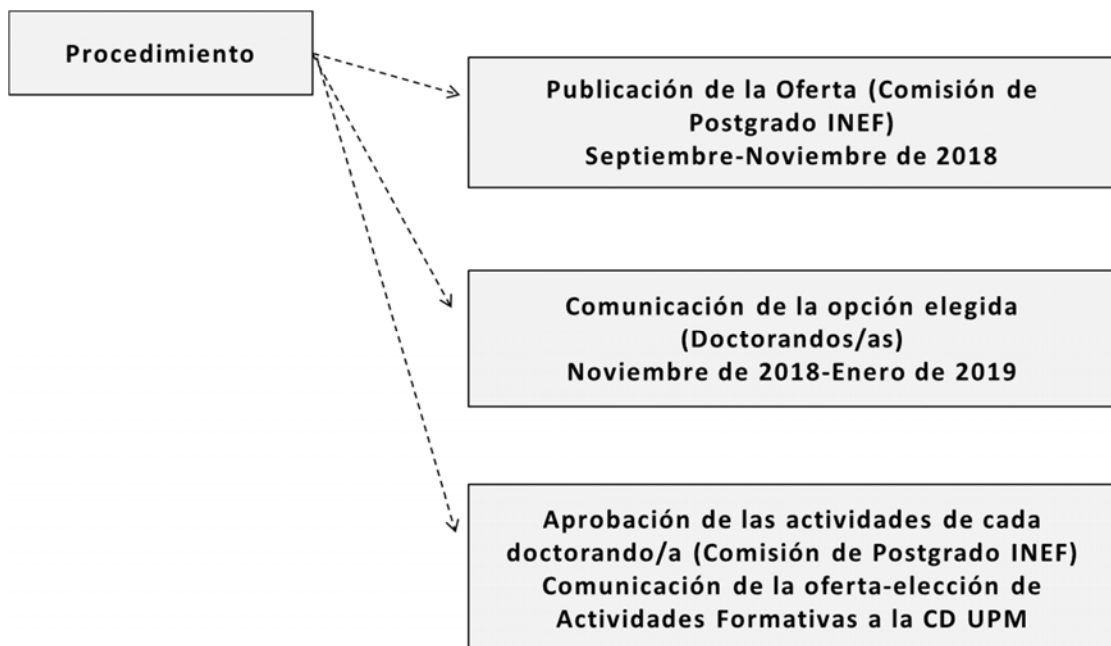 Procedimiento
Publicación de la Oferta (Comisión de
Postgrado INEF)
Septiembre-Noviembre de 2018
Comunicación de la opción elegida
(Doctorandos/as)
Noviembre de 2018-Enero de 2019
Aprobación de las actividades de cada
doctorando/a (Comisión de Postgrado INEF)
Comunicación de la oferta-elección de
Actividades Formativas a la CD UPM